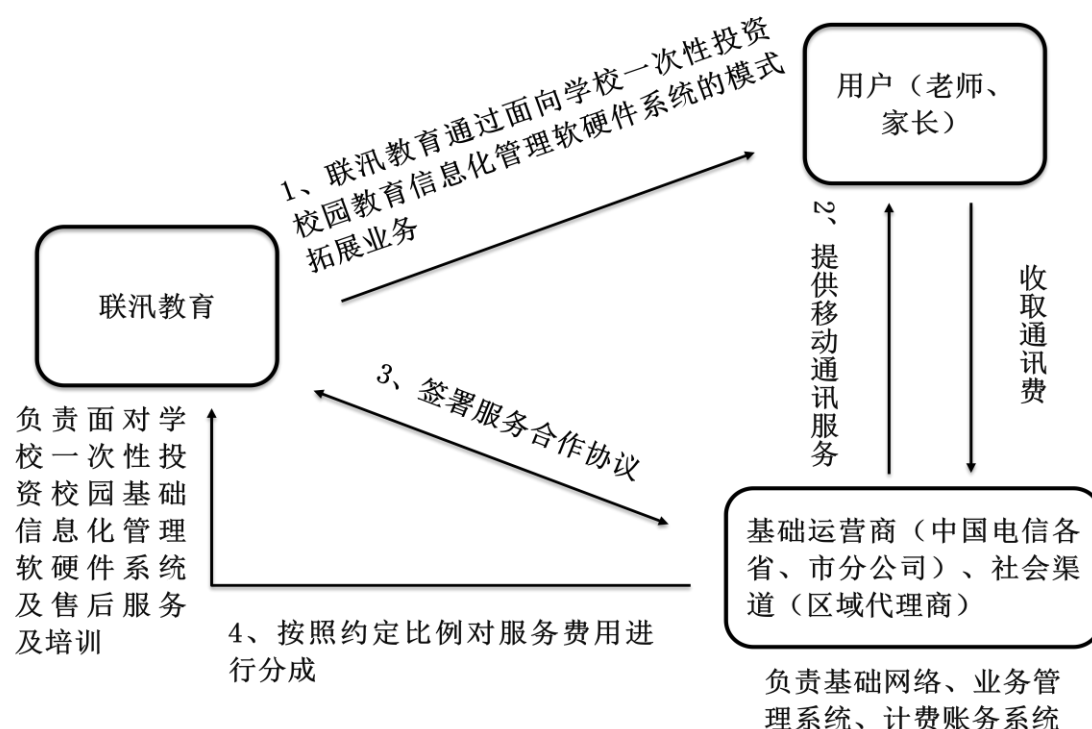 1、联汛教育通过面向学校一次性投资
校园教育信息化管理软硬件系统的模式
拓展业务
用户（老师、
家长）
联汛教育
2、提供移动通讯服务
收取通讯费
3、签署服务合作协议
负责面对学
校一次性投
资校园基础
信息化管理
软硬件系统
及售后服务
及培训
基础运营商（中国电信各
省、市分公司）、社会渠
道（区域代理商）
4、按照约定比例对服务费用进
行分成
负责基础网络、业务管
理系统、计费账务系统